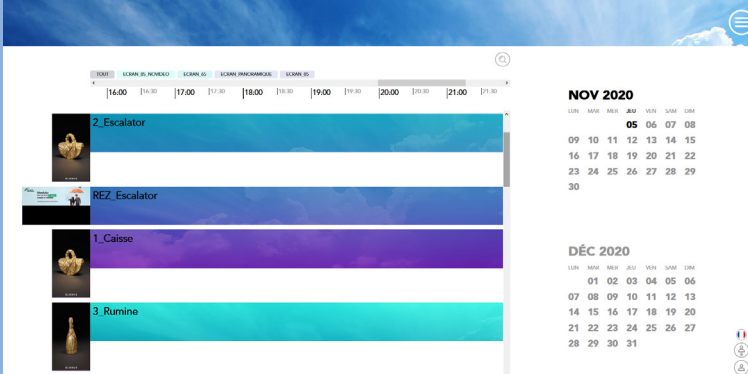 TOUT ECRAN_85_NOVIDEO ECRAN_65 ECRAN_PANORAMIQUE ECRAN_85
16:00 16:30 17:00 17:30 18:00 18:30 19:00 19:30 20:00 20:30 21:00 21:30
2_Escalator
REZ_Escalator
1_Caisse
3_Rumine
NOV 2020
LUN MAR MER JEU VEN SAM DIM
05 06 07 08
09 10 11 12 13 14 15
16 17 18 19 20 21 22
23 24 25 26 27 28 29
30
DÉC 2020
LUN MAR MER JEU VEN SAM DIM
01 02 03 04 05 06
07 08 09 10 11 12 13
14 15 16 17 18 19 20
21 22 23 24 25 26 27
28 29 30 31